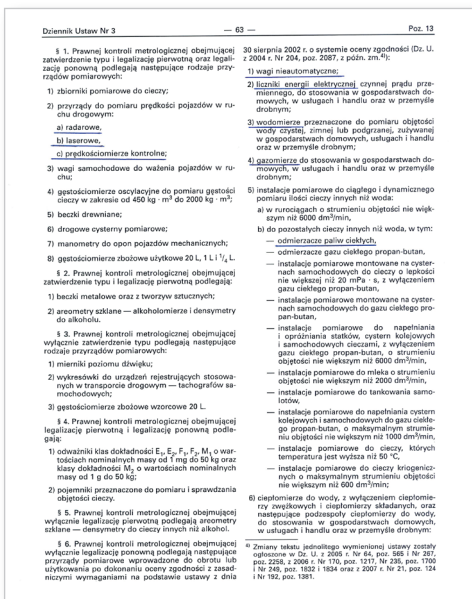 Dziennik Ustaw Nr 3
— 63 —
Poz. 13
§ 1. Prawnej kontroli metrologicznej obejmującej
zatwierdzenie typu i legalizację pierwotną oraz legali-
zację ponowną podlegają następujące rodzaje przy-
rządów pomiarowych:
1) zbiorniki pomiarowe do cieczy;
2) przyrządy do pomiaru prędkości pojazdów w ru-
chu drogowym:
a) radarowe,
b) laserowe,
c) prędkościomierze kontrolne;
3) wagi samochodowe do ważenia pojazdów w ru-
chu;
4) gęstościomierze oscylacyjne do pomiaru gęstości
cieczy w zakresie od 450 kg · m³ do 2000 kg · m³;
5) beczki drewniane;
6) drogowe cysterny pomiarowe;
7) manometry do opon pojazdów mechanicznych;
8) gęstościomierze zbożowe użytkowe 20 L, 1 L i ¹/₄ L.
§ 2. Prawnej kontroli metrologicznej obejmującej
zatwierdzenie typu i legalizację pierwotną podlegają:
1) beczki metalowe oraz z tworzyw sztucznych;
2) areometry szklane — alkoholomierze i densymetry
do alkoholu.
§ 3. Prawnej kontroli metrologicznej obejmującej
wyłącznie zatwierdzenie typu podlegają następujące
rodzaje przyrządów pomiarowych:
1) mierniki poziomu dźwięku;
2) wykresówki do urządzeń rejestrujących stosowa-
nych w transporcie drogowym — tachografów sa-
mochodowych;
3) gęstościomierze zbożowe wzorcowe 20 L.
§ 4. Prawnej kontroli metrologicznej obejmującej
legalizację pierwotną i legalizację ponowną podle-
gają:
1) odważniki klas dokładności E₁, E₂, F₁, F₂, M₁ o war-
tościach nominalnych masy od 1 mg do 50 kg oraz
klasy dokładności M₂ o wartościach nominalnych
masy od 1 g do 50 kg;
2) pojemniki przeznaczone do pomiaru i sprawdzania
objętości cieczy.
§ 5. Prawnej kontroli metrologicznej obejmującej
wyłącznie legalizację pierwotną podlegają areometry
szklane — densymetry do cieczy innych niż alkohol.
§ 6. Prawnej kontroli metrologicznej obejmującej
wyłącznie legalizację ponowną podlegają następujące
przyrządy pomiarowe wprowadzone do obrotu lub
użytkowania po dokonaniu oceny zgodności z zasad-
niczymi wymaganiami na podstawie ustawy z dnia
30 sierpnia 2002 r. o systemie oceny zgodności (Dz. U.
z 2004 r. Nr 204, poz. 2087, z późn. zm.⁴⁾):
1) wagi nieautomatyczne;
2) liczniki energii elektrycznej czynnej prądu prze-
miennego, do stosowania w gospodarstwach do-
mowych, w usługach i handlu oraz w przemyśle
drobnym;
3) wodomierze przeznaczone do pomiaru objętości
wody czystej, zimnej lub podgrzanej, zużywanej
w gospodarstwach domowych, usługach i handlu
oraz w przemyśle drobnym;
4) gazomierze do stosowania w gospodarstwach do-
mowych, w usługach i handlu oraz w przemyśle
drobnym;
5) instalacje pomiarowe do ciągłego i dynamicznego
pomiaru ilości cieczy innych niż woda:
a) w rurociągach o strumieniu objętości nie więk-
szym niż 6000 dm³/min,
b) do pozostałych cieczy innych niż woda, w tym:
— odmierzacze paliw ciekłych,
— odmierzacze gazu ciekłego propan-butan,
— instalacje pomiarowe montowane na cyster-
nach samochodowych do cieczy o lepkości
nie większej niż 20 mPa · s, z wyłączeniem
gazu ciekłego propan-butan,
— instalacje pomiarowe montowane na cyster-
nach samochodowych do gazu ciekłego pro-
pan-butan,
— instalacje pomiarowe do napełniania
i opróżniania statków, cystern kolejowych
i samochodowych cieczami, z wyłączeniem
gazu ciekłego propan-butan, o strumieniu
objętości nie większym niż 6000 dm³/min,
— instalacje pomiarowe do mleka o strumieniu
objętości nie większym niż 2000 dm³/min,
— instalacje pomiarowe do tankowania samo-
lotów,
— instalacje pomiarowe do napełniania cystern
kolejowych i samochodowych do gazu ciekłe-
go propan-butan, o maksymalnym strumie-
niu objętości nie większym niż 1000 dm³/min,
— instalacje pomiarowe do cieczy, których
temperatura jest wyższa niż 50 °C,
— instalacje pomiarowe do cieczy kriogenicz-
nych o maksymalnym strumieniu objętości
nie większym niż 600 dm³/min;
6) ciepłomierze do wody, z wyłączeniem ciepłomie-
rzy zwężkowych i ciepłomierzy składanych, oraz
następujące podzespoły ciepłomierzy do wody,
do stosowania w gospodarstwach domowych,
w usługach i handlu oraz w przemyśle drobnym:
⁴⁾ Zmiany tekstu jednolitego wymienionej ustawy zostały
ogłoszone w Dz. U. z 2005 r. Nr 64, poz. 565 i Nr 267,
poz. 2258, z 2006 r. Nr 170, poz. 1217, Nr 235, poz. 1700
i Nr 249, poz. 1832 i 1834 oraz z 2007 r. Nr 21, poz. 124
i Nr 192, poz. 1381.